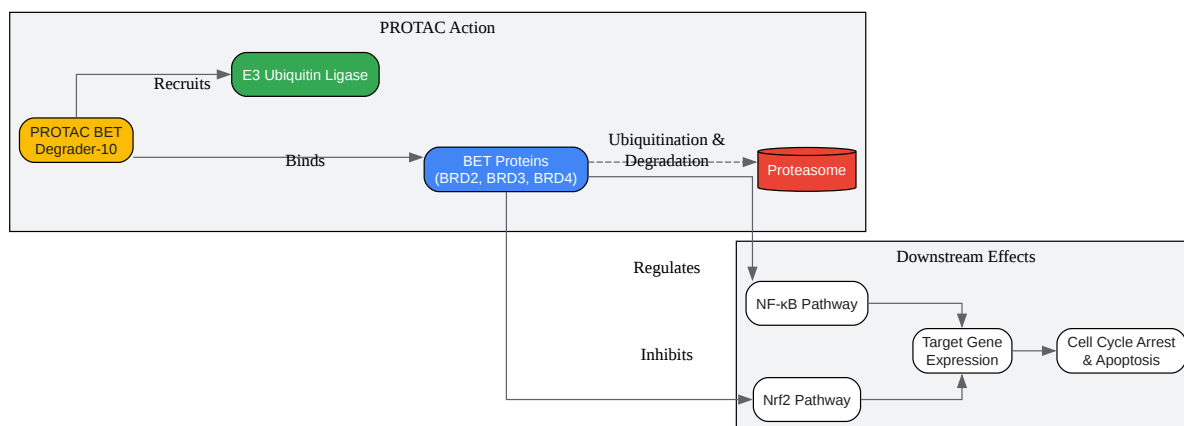 PROTAC Action
Recruits
E3 Ubiquitin Ligase
PROTAC BET
Degrader-10
Binds
BET Proteins
(BRD2, BRD3, BRD4)
Ubiquitination &
Degradation
Proteasome
Regulates
Inhibits
Downstream Effects
NF-κB Pathway
Nrf2 Pathway
Target Gene
Expression
Cell Cycle Arrest
& Apoptosis